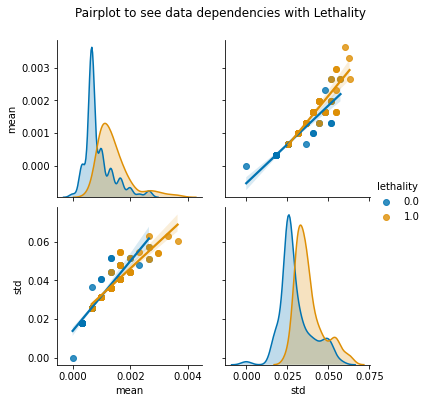 Pairplot to see data dependencies with Lethality
0.003
0.002
0.001
0.000
mean
lethality
0.0
1.0
0.06
0.04
0.02
0.00
std
0.000 0.002 0.004
mean
0.000 0.025 0.050 0.075
std